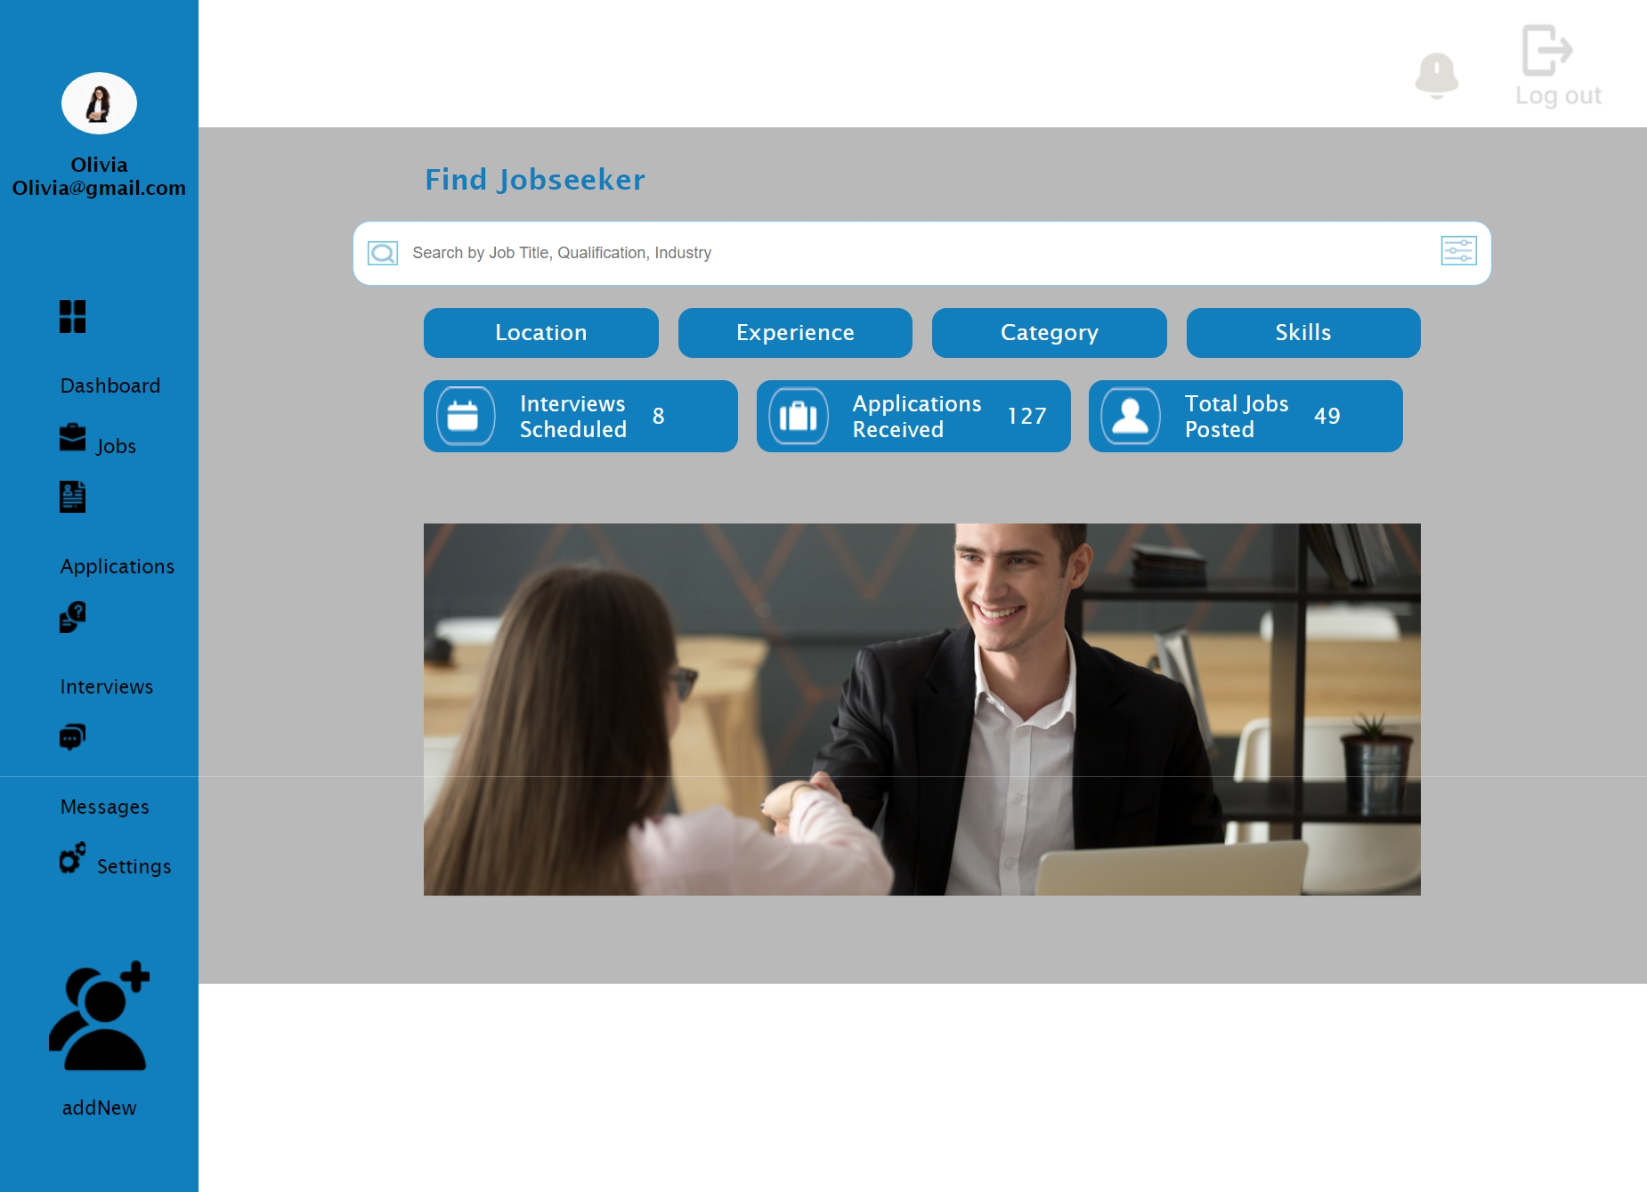 Log out
Olivia
Olivia@gmail.com
Find Jobseeker
Search by Job Title, Qualification, Industry
Location
Experience
Category
Skills
Interviews
Scheduled
8
Applications
Received
127
Total Jobs
Posted
49
Dashboard
Jobs
Applications
Interviews
Messages
Settings
addNew